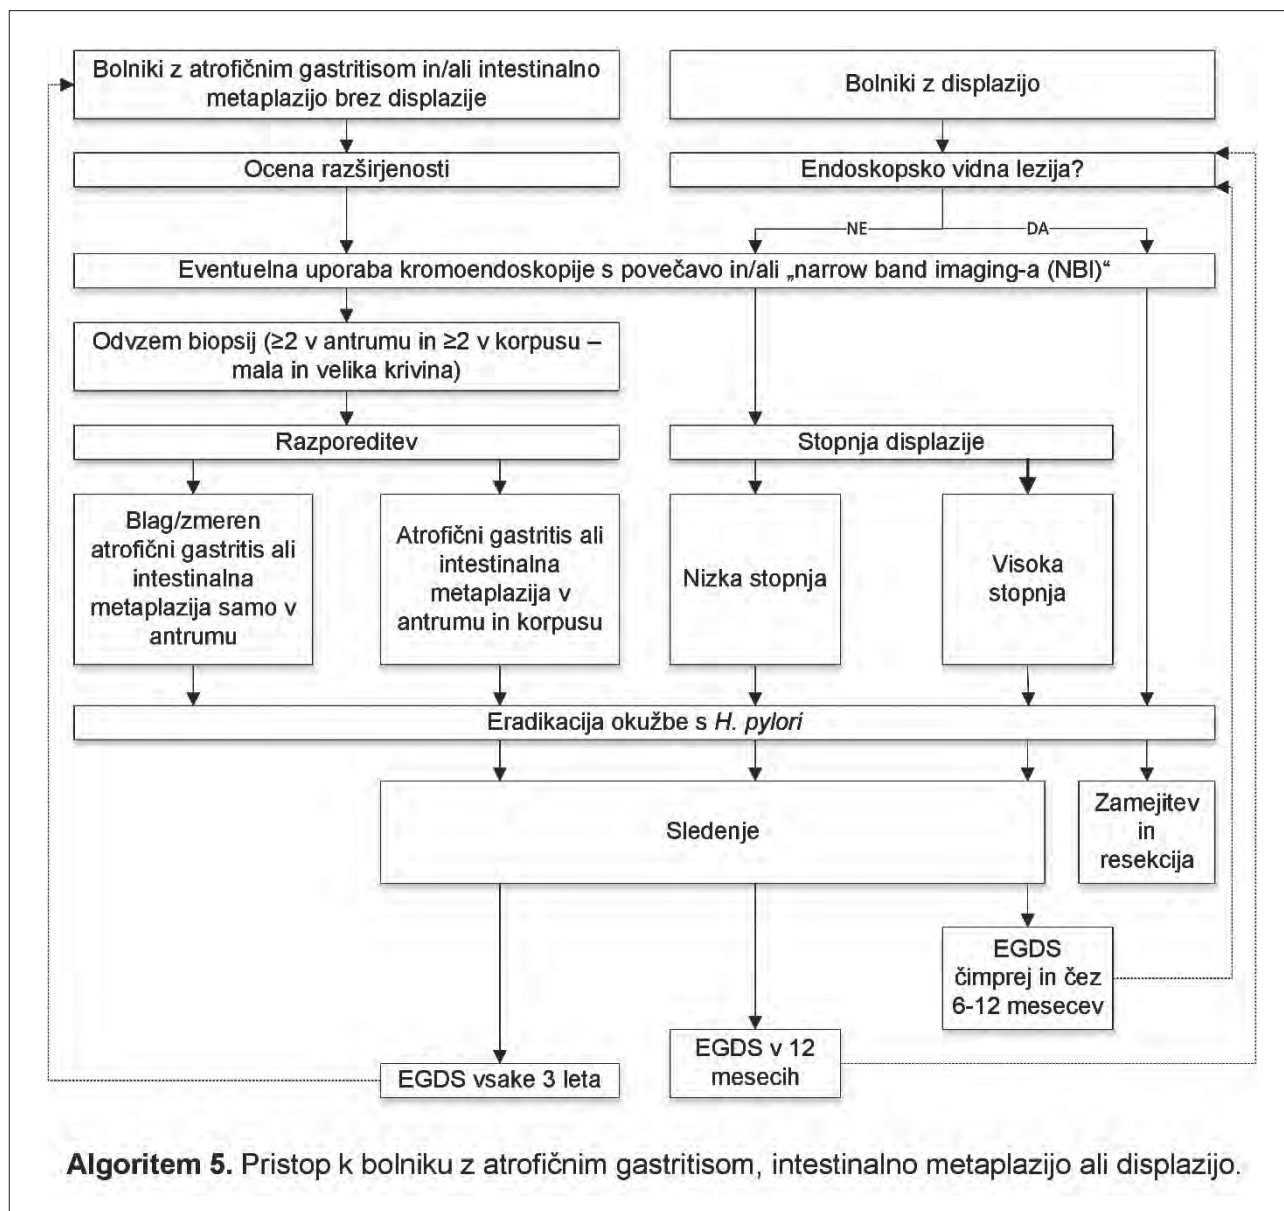 Bolniki z atrofičnim gastritisom in/ali intestinalno
metaplazijo brez displazije
Bolniki z displazijo
Ocena razširjenosti
Endoskopsko vidna lezija?
NE
DA
Eventuelna uporaba kromoendoskopije s povečavo in/ali „narrow band imaging-a (NBI)“
Odvzem biopsij (≥2 v antrumu in ≥2 v korpusu –
mala in velika krivina)
Razporeditev
Stopnja displazije
Blag/zmeren
atrofični gastritis ali
intestinalna
metaplazija samo v
antrumu
Atrofični gastritis ali
intestinalna
metaplazija v
antrumu in korpusu
Nizka stopnja
Visoka
stopnja
Eradikacija okužbe s H. pylori
Sledenje
Zamejitev
in
resekcija
EGDS
čimprej in čez
6-12 mesecev
EGDS v 12
mesecih
EGDS vsake 3 leta
Algoritem 5. Pristop k bolniku z atrofičnim gastritisom, intestinalno metaplazijo ali displazijo.